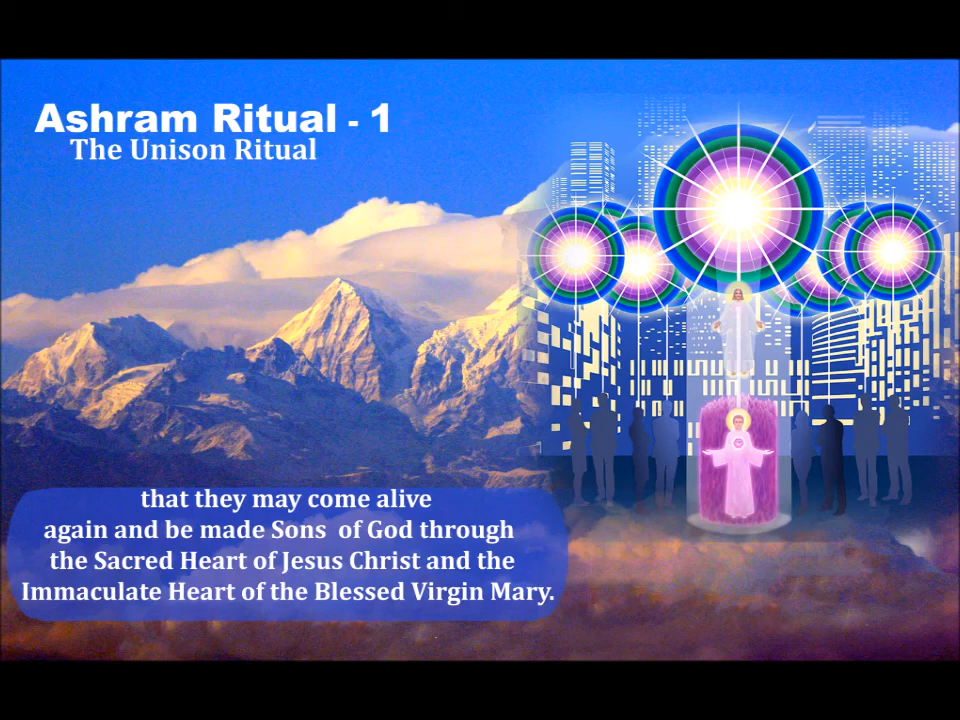 Ashram Ritual - 1
The Unison Ritual
that they may come alive
again and be made Sons of God through
the Sacred Heart of Jesus Christ and the
Immaculate Heart of the Blessed Virgin Mary.